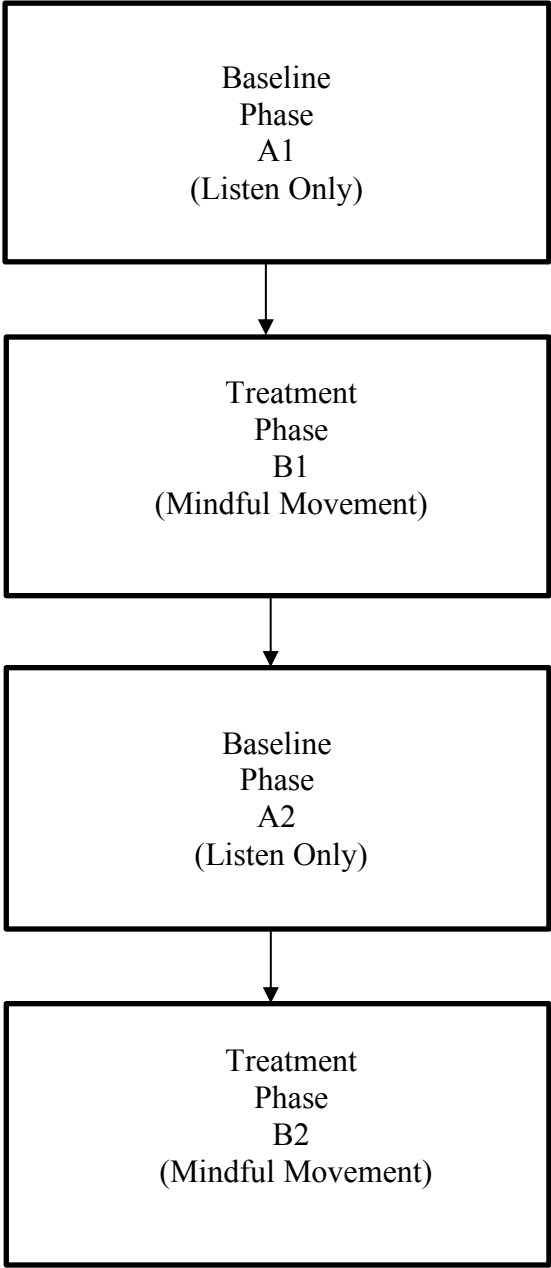 Baseline
Phase
A1
(Listen Only)
Treatment
Phase
B1
(Mindful Movement)
Baseline
Phase
A2
(Listen Only)
Treatment
Phase
B2
(Mindful Movement)